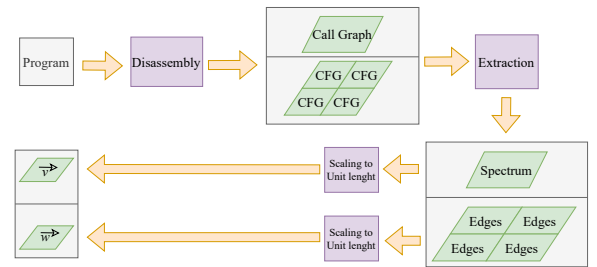 Call Graph
Program
Disassembly
CFG CFG
CFG CFG
Extraction
v
Scaling to
Unit lenght
Spectrum
w
Scaling to
Unit lenght
Edges Edges
Edges Edges